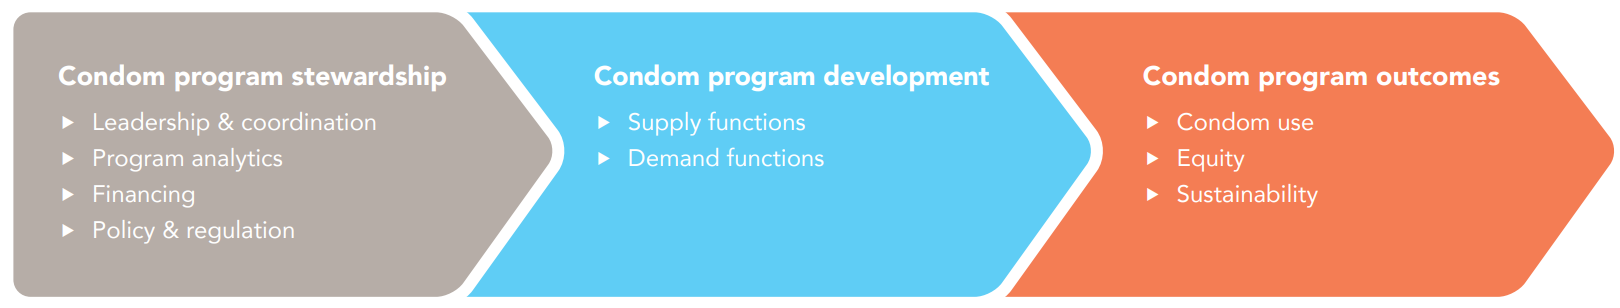 Condom program stewardship
Leadership & coordination
Program analytics
Financing
Policy & regulation
Condom program development
Supply functions
Demand functions
Condom program outcomes
Condom use
Equity
Sustainability